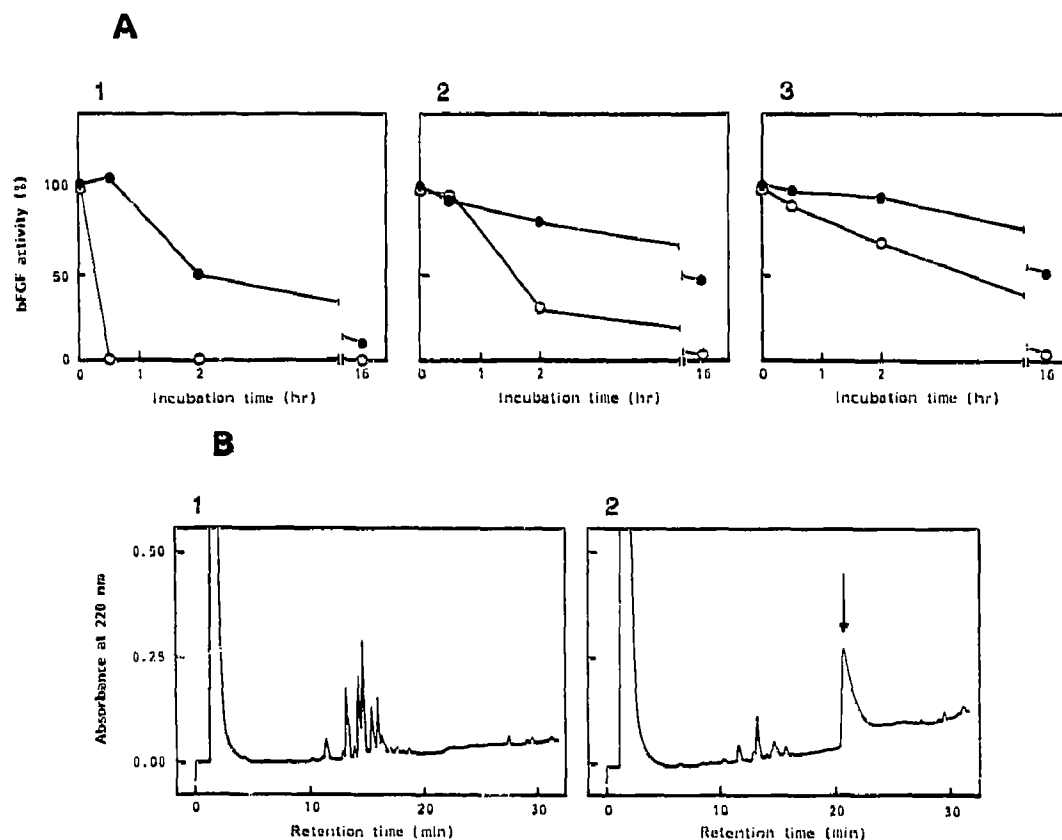 A
1 2 3
bFGF activity (%)
100
50
0
0 1 2 16
0 1 2 16
0 1 2 16
Incubation time (hr) Incubation time (hr) Incubation time (hr)
B
1 2
Absorbance at 220 nm
0.50
0.25
0.00
0 10 20 30
0 10 20 30
Retention time (min) Retention time (min)